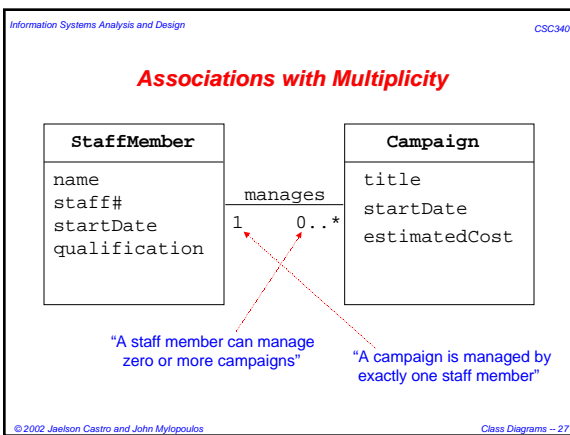 Information Systems Analysis and Design
CSC340
Associations with Multiplicity
StaffMember
name
staff#
startDate
qualification
manages
1 0..*
Campaign
title
startDate
estimatedCost
“A staff member can manage
zero or more campaigns”
“A campaign is managed by
exactly one staff member”
© 2002 Jaelson Castro and John Mylopoulos
Class Diagrams -- 27